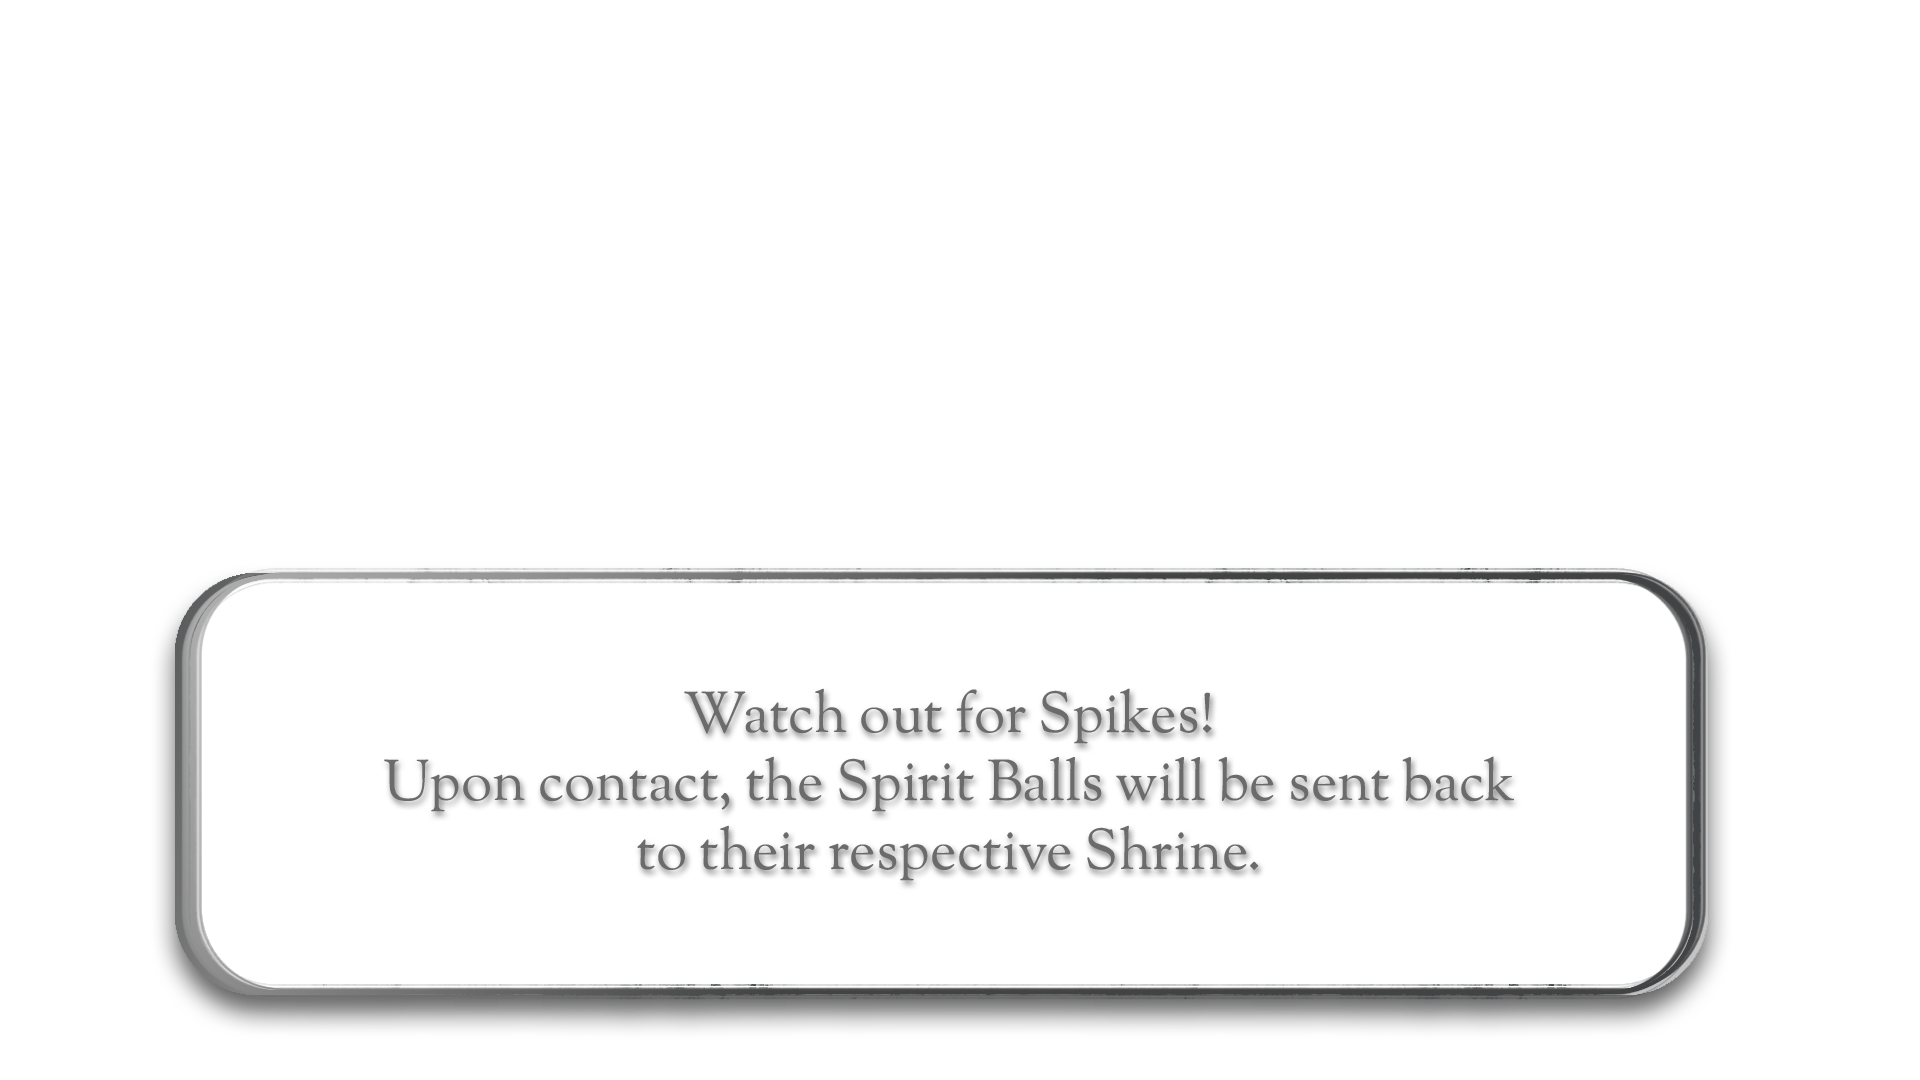 Watch out for Spikes!
Upon contact, the Spirit Balls will be sent back
to their respective Shrine.